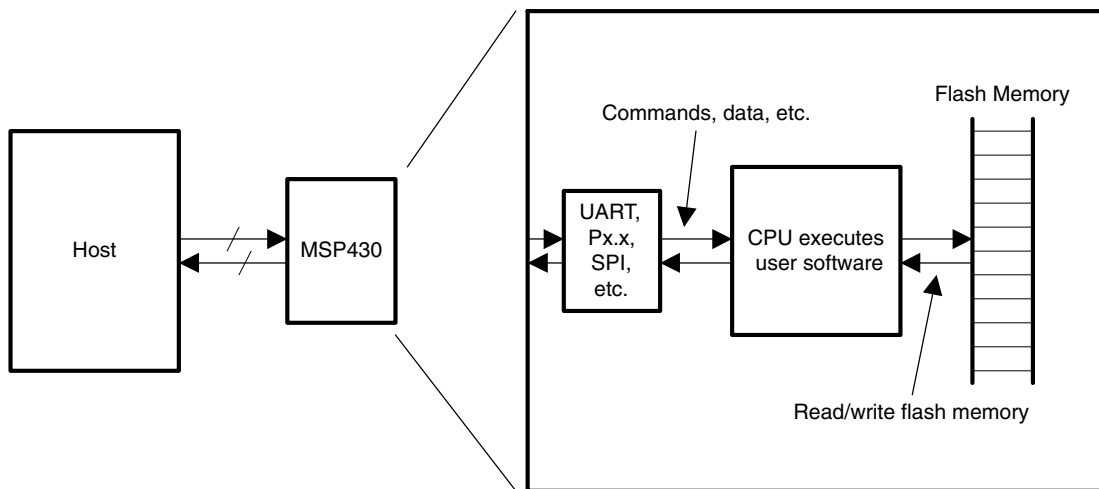 Host
MSP430
Commands, data, etc.
Flash Memory
UART,
Px.x,
SPI,
etc.
CPU executes
user software
Read/write flash memory